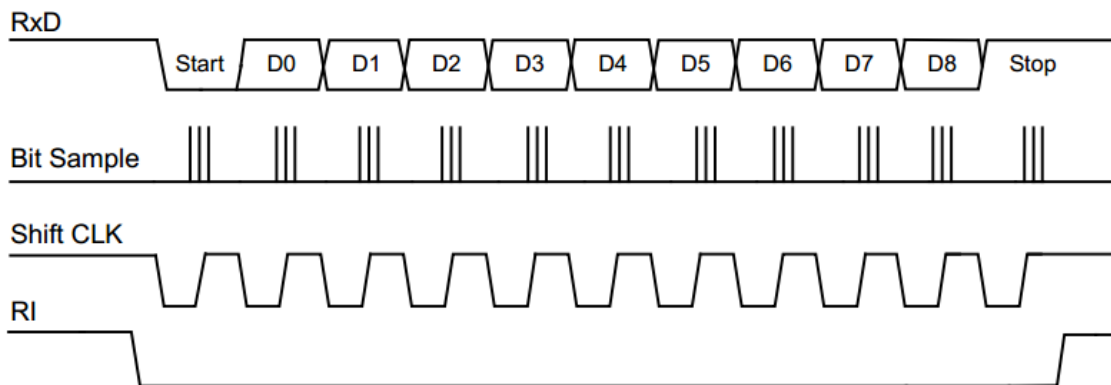 RxD
Start D0 D1 D2 D3 D4 D5 D6 D7 D8 Stop
Bit Sample
Shift CLK
RI